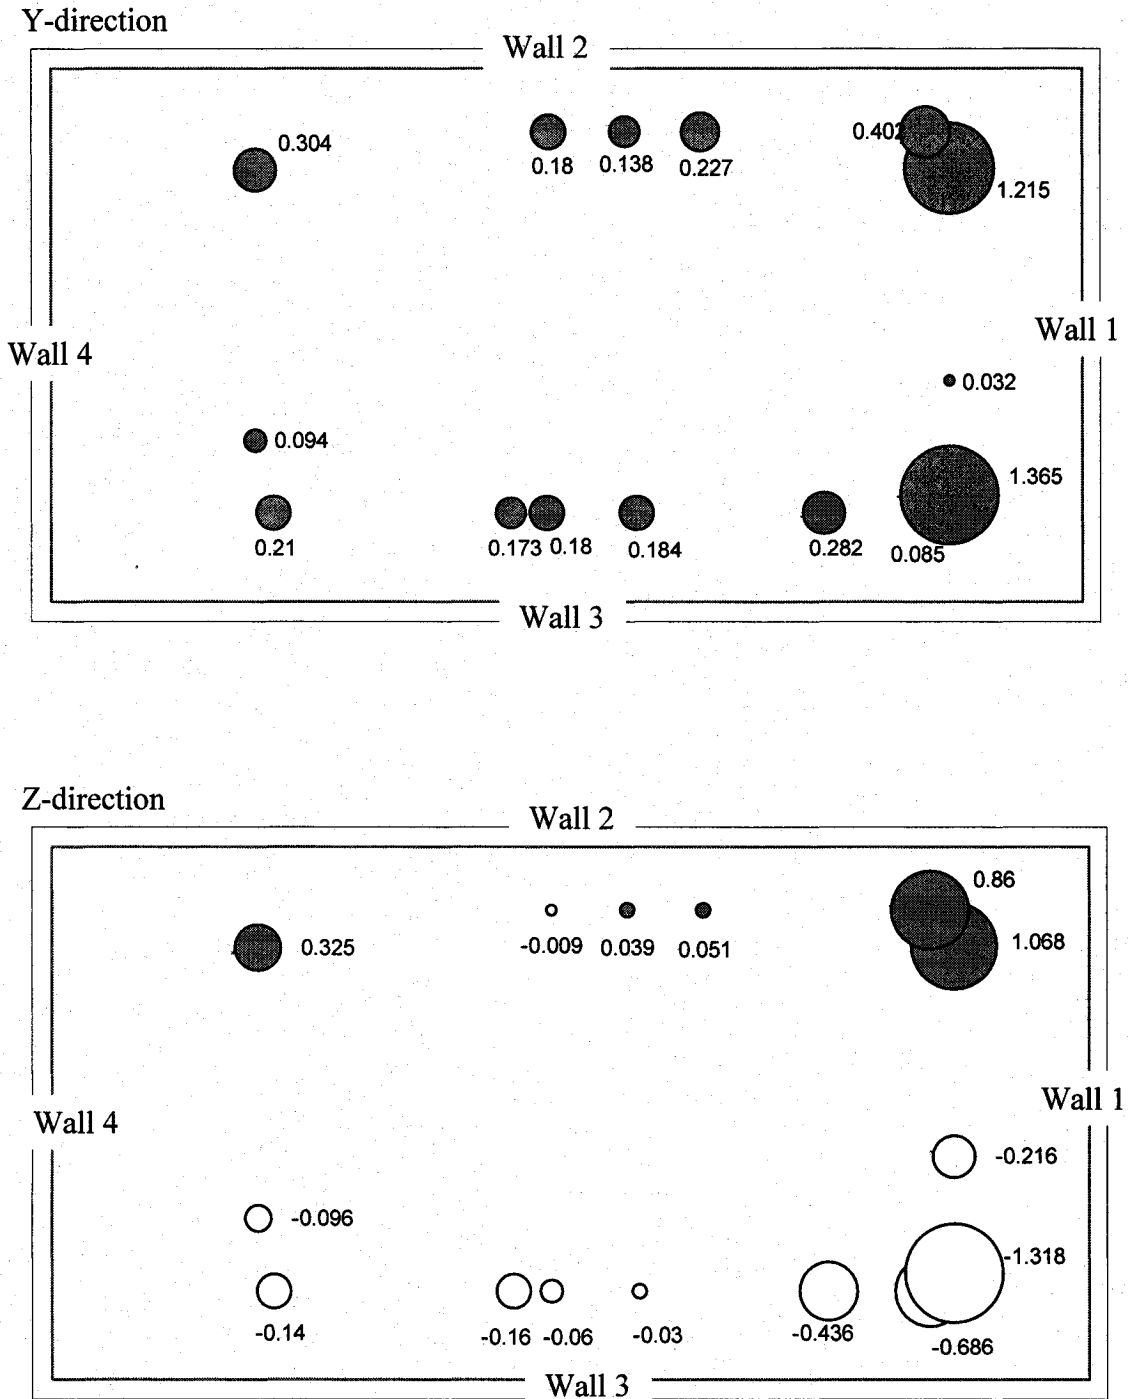 Y-direction
Wall 2
0.304
0.402
0.18 0.138 0.227
1.215
Wall 1
Wall 4
0.032
0.094
1.365
0.21 0.173 0.18 0.184 0.282 0.085
Wall 3
Z-direction
Wall 2
0.86
0.325 -0.009 0.039 0.051 1.068
Wall 1
Wall 4
-0.216
-0.096
-1.318
-0.14 -0.16 -0.06 -0.03 -0.436 -0.686
Wall 3